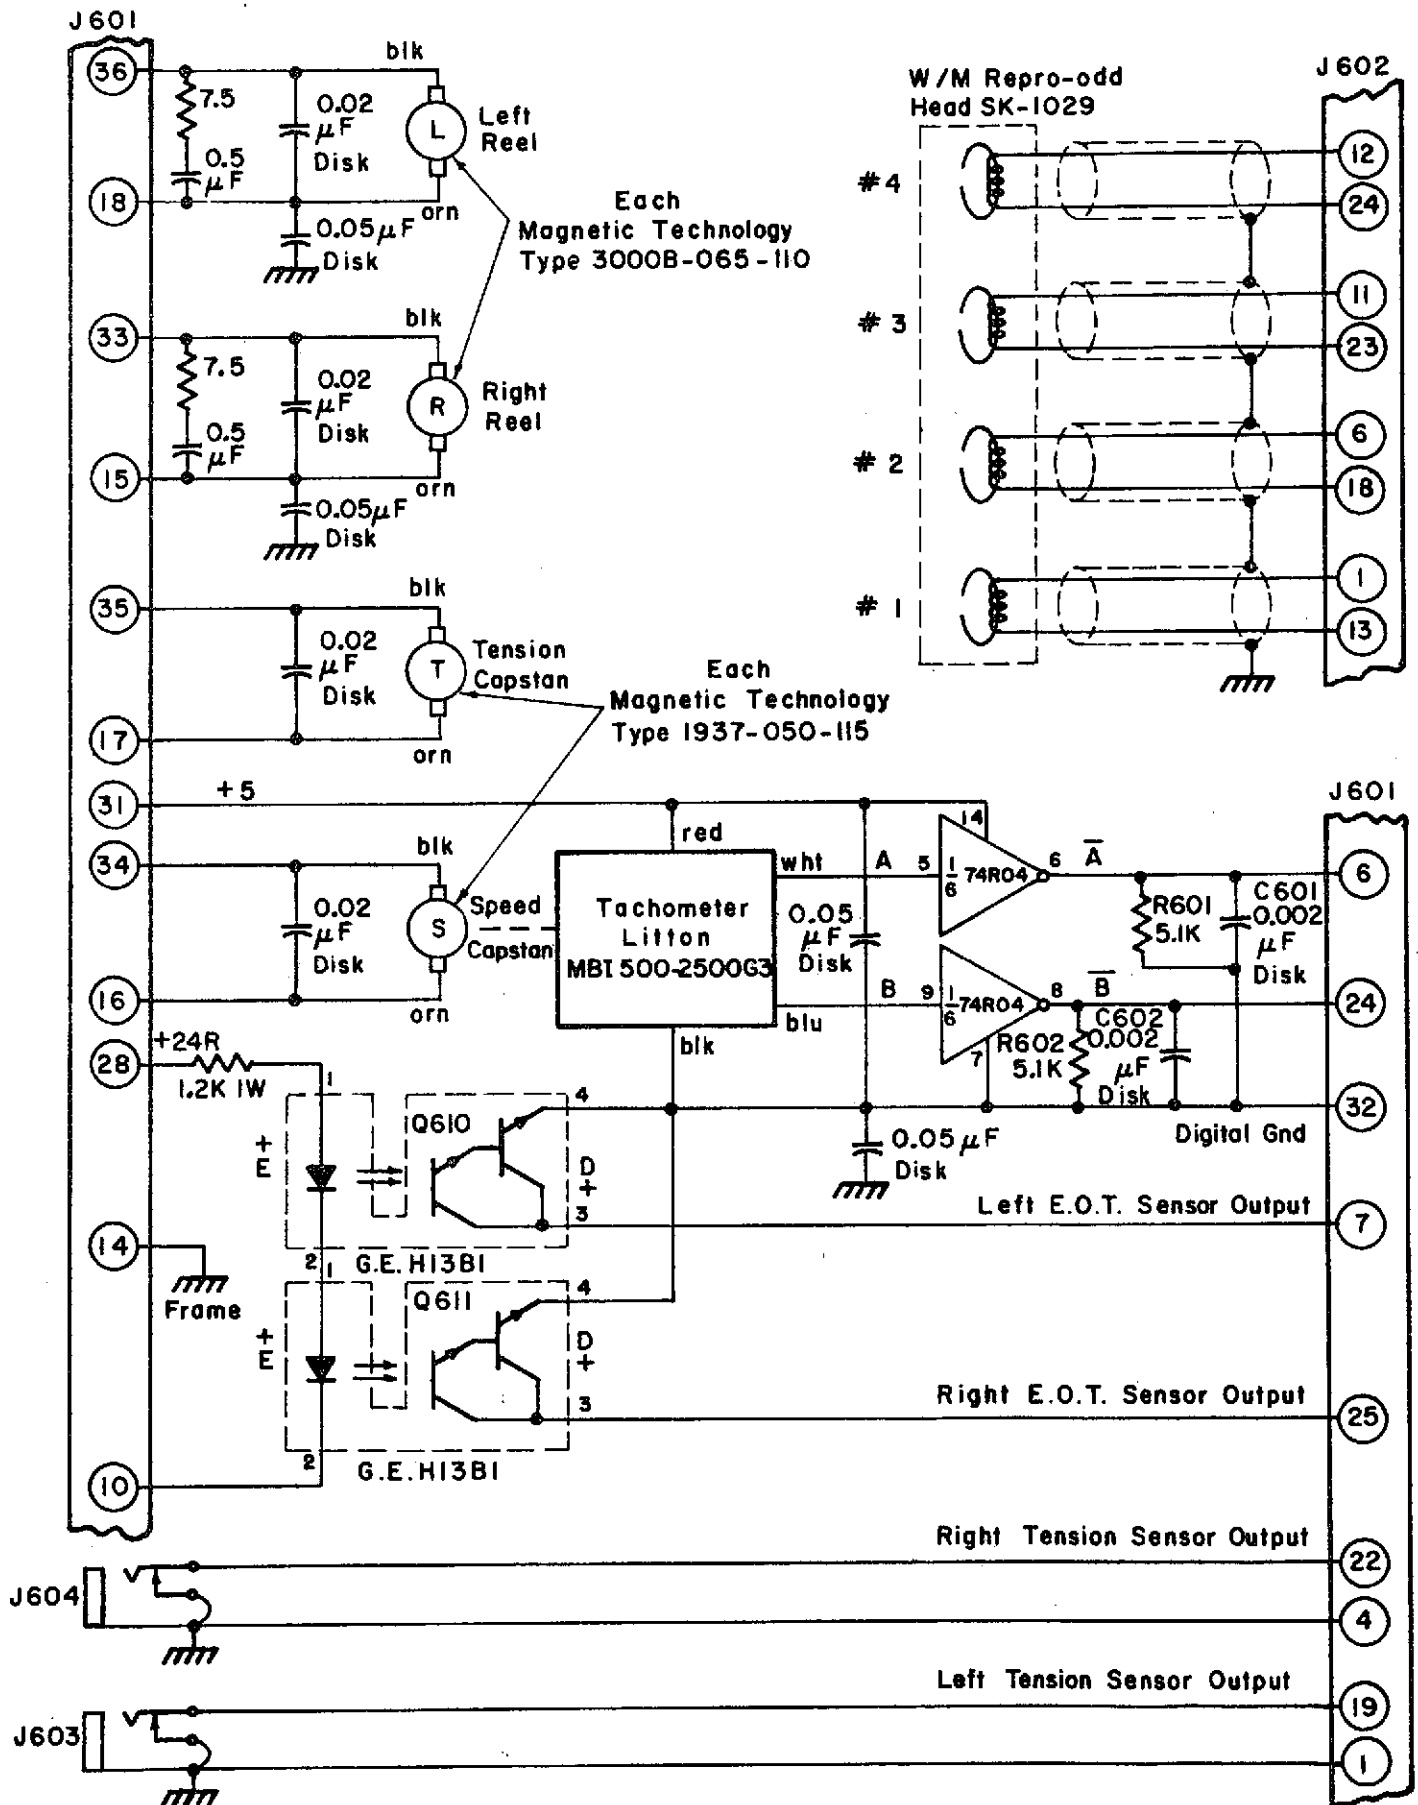 J601
36
blk
7.5
0.02
μF
Disk
0.5
μF
L
Left
Reel
18
orn
0.05μF
Disk
Each
Magnetic Technology
Type 3000B-065-110
33
blk
7.5
0.02
μF
Disk
0.5
μF
R
Right
Reel
15
orn
0.05μF
Disk
35
blk
0.02
μF
Disk
T
Tension
Capstan
17
orn
Each
Magnetic Technology
Type 1937-050-115
31
+5
34
blk
0.02
μF
Disk
S
Speed
Capstan
16
orn
28
+24R
1.2K 1W
W/M Repro-odd
Head SK-1029
J602
#4
12
24
#3
11
23
#2
6
18
#1
1
13
red
Tachometer
Litton
MBT500-2500G3
wht
A
5
1
6
74R04
14
6
A̅
blu
B
9
1
6
74R04
7
8
B̅
blk
0.05
μF
Disk
R601
5.1K
C601
0.002
μF
Disk
R602
5.1K
C602
0.002
μF
Disk
J601
6
24
32
Digital Gnd
0.05μF
Disk
1
+
E
Q610
4
D
+
3
2
G.E. H13B1
Left E.O.T. Sensor Output
7
14
Frame
1
+
E
Q611
4
D
+
3
2
G.E. H13B1
Right E.O.T. Sensor Output
25
10
J604
Right Tension Sensor Output
22
4
J603
Left Tension Sensor Output
19
1